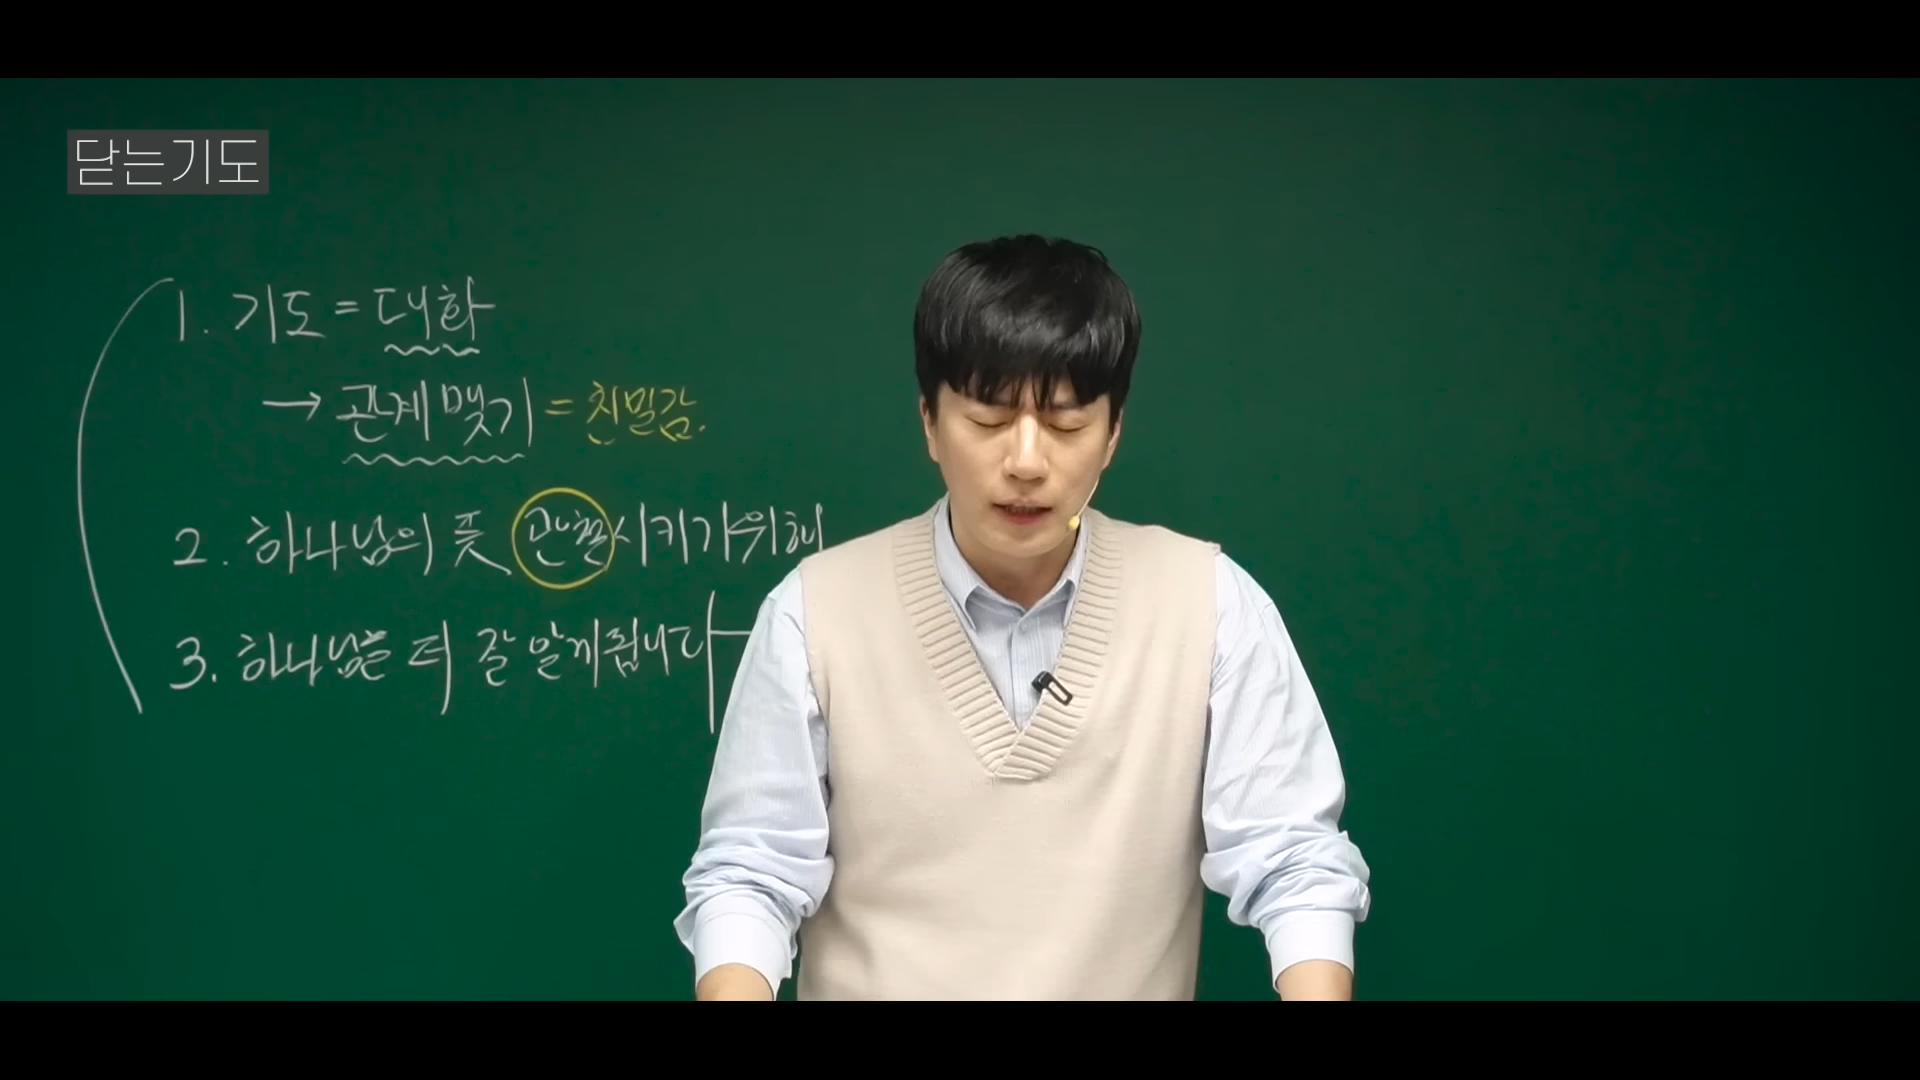 닫는기도
1. 기도 = 대화
→ 관계 맺기 = 친밀감.
2. 하나님의 뜻 관철시키기위해
3. 하나님을 더 잘 알게됩니다